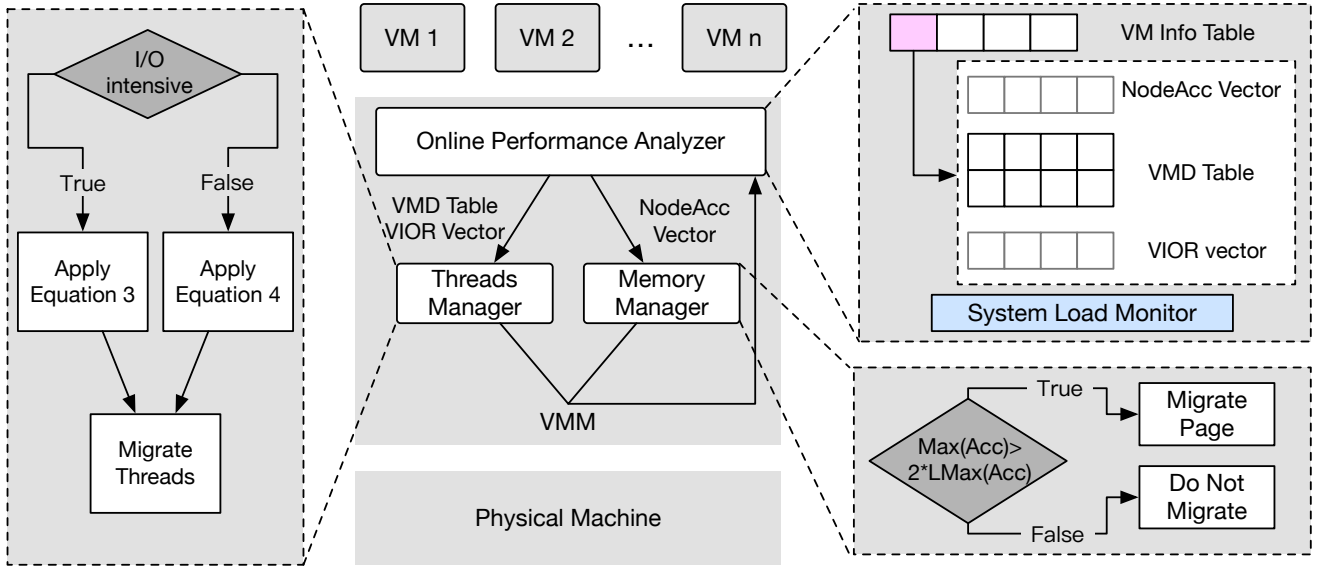 I/O
intensive
True
False
Apply
Equation 3
Apply
Equation 4
Migrate
Threads
VM 1
VM 2
...
VM n
Online Performance Analyzer
VMD Table
VIOR Vector
NodeAcc
Vector
Threads
Manager
Memory
Manager
VMM
Physical Machine
VM Info Table
NodeAcc Vector
VMD Table
VIOR vector
System Load Monitor
Max(Acc)>
2*LMax(Acc)
True
Migrate
Page
False
Do Not
Migrate